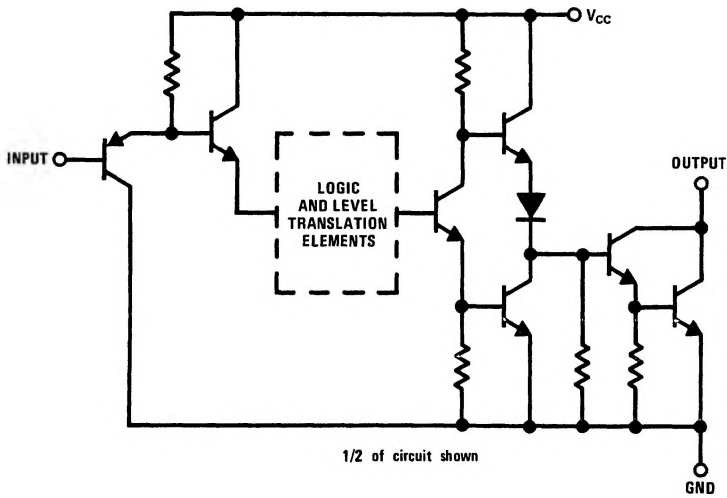 VCC
INPUT
LOGIC
AND LEVEL
TRANSLATION
ELEMENTS
OUTPUT
1/2 of circuit shown
GND